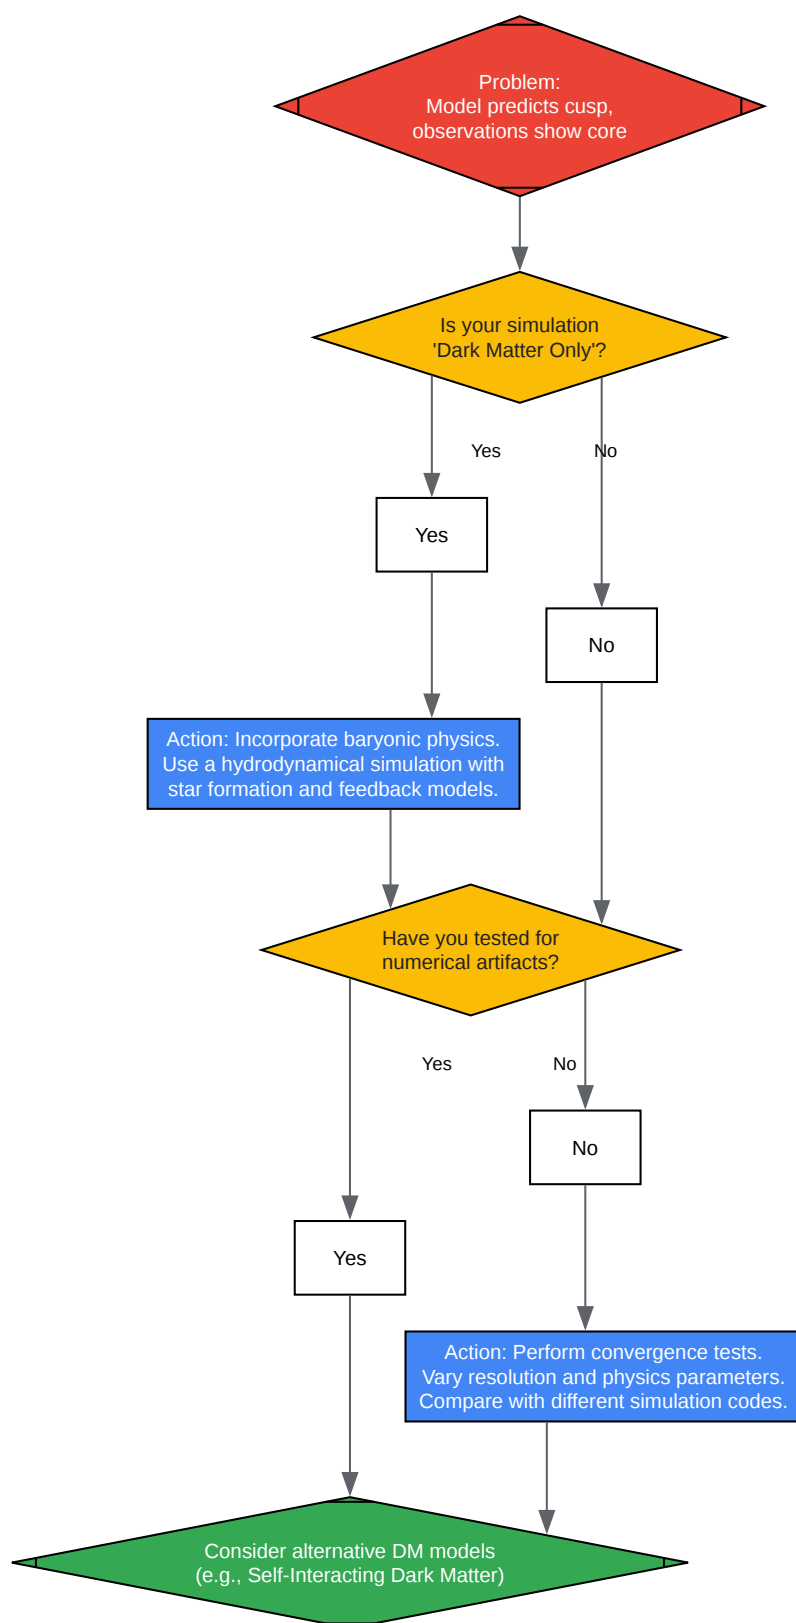 Problem:
Model predicts cusp,
observations show core
Is your simulation
'Dark Matter Only'?
Yes
No
Yes
No
Action: Incorporate baryonic physics.
Use a hydrodynamical simulation with
star formation and feedback models.
Have you tested for
numerical artifacts?
Yes
No
No
Yes
Action: Perform convergence tests.
Vary resolution and physics parameters.
Compare with different simulation codes.
Consider alternative DM models
(e.g., Self-Interacting Dark Matter)